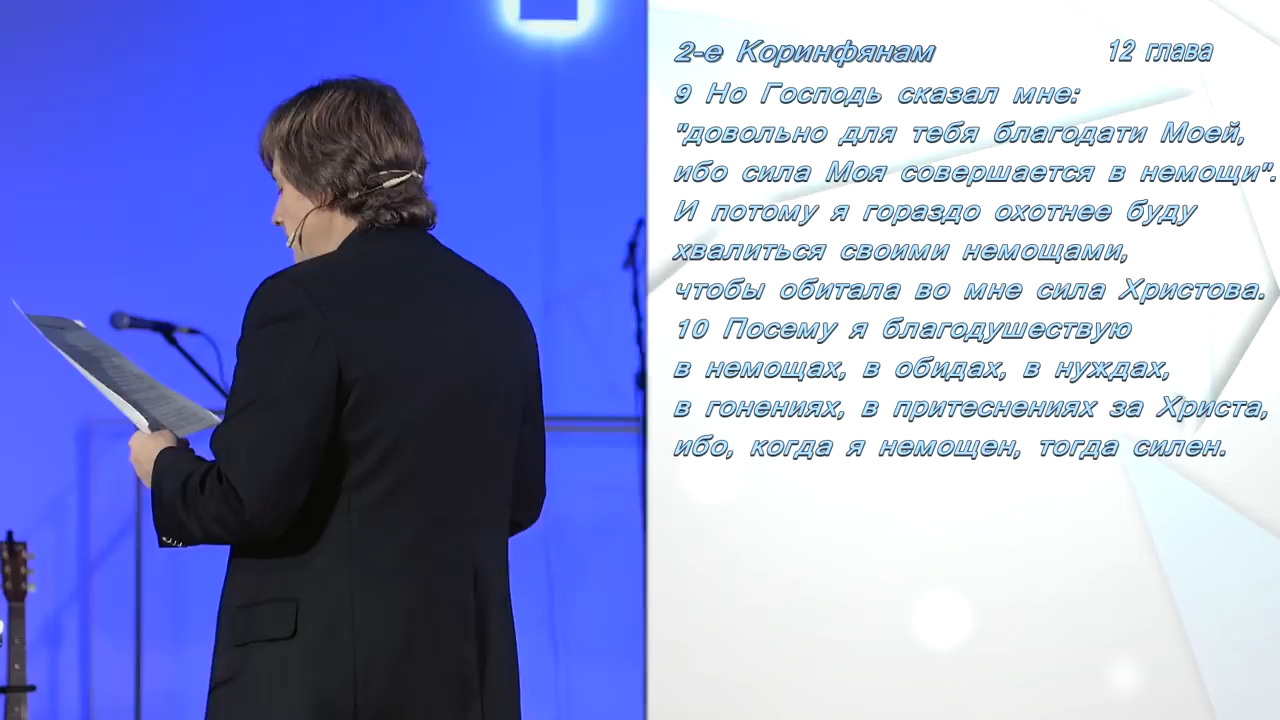 2-е Коринфянам 12 глава
9 Но Господь сказал мне:
"довольно для тебя благодати Моей,
ибо сила Моя совершается в немощи".
И потому я гораздо охотнее буду
хвалиться своими немощами,
чтобы обитала во мне сила Христова.
10 Посему я благодушествую
в немощах, в обидах, в нуждах,
в гонениях, в притеснениях за Христа,
ибо, когда я немощен, тогда силен.